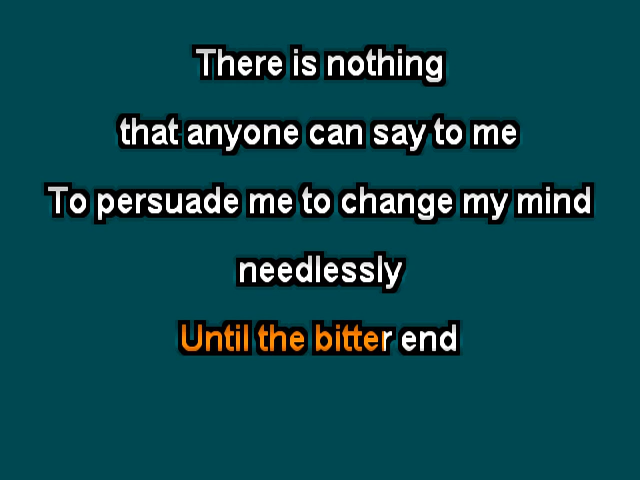 There is nothing
that anyone can say to me
To persuade me to change my mind
needlessly
Until the bitter end